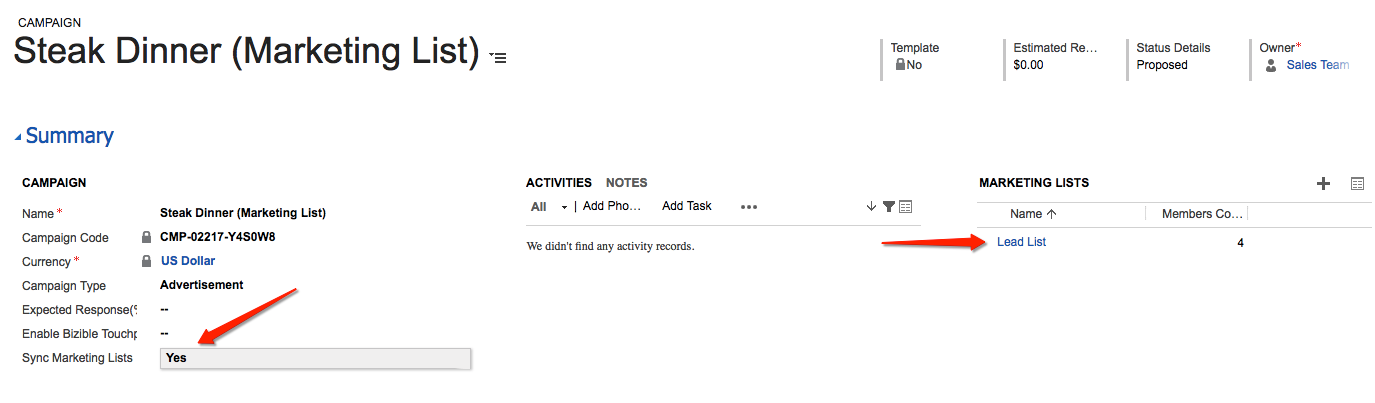 CAMPAIGN
Steak Dinner (Marketing List)
Template
No
Estimated Re...
$0.00
Status Details
Proposed
Owner*
Sales Team
Summary
CAMPAIGN
Name *
Steak Dinner (Marketing List)
Campaign Code
CMP-02217-Y4S0W8
Currency *
US Dollar
Campaign Type
Advertisement
Expected Response(%
--
Enable Bizible Touchp
--
Sync Marketing Lists
Yes
ACTIVITIES NOTES
All | Add Pho... Add Task •••
We didn't find any activity records.
MARKETING LISTS
Name ↑ Members Co...
Lead List 4